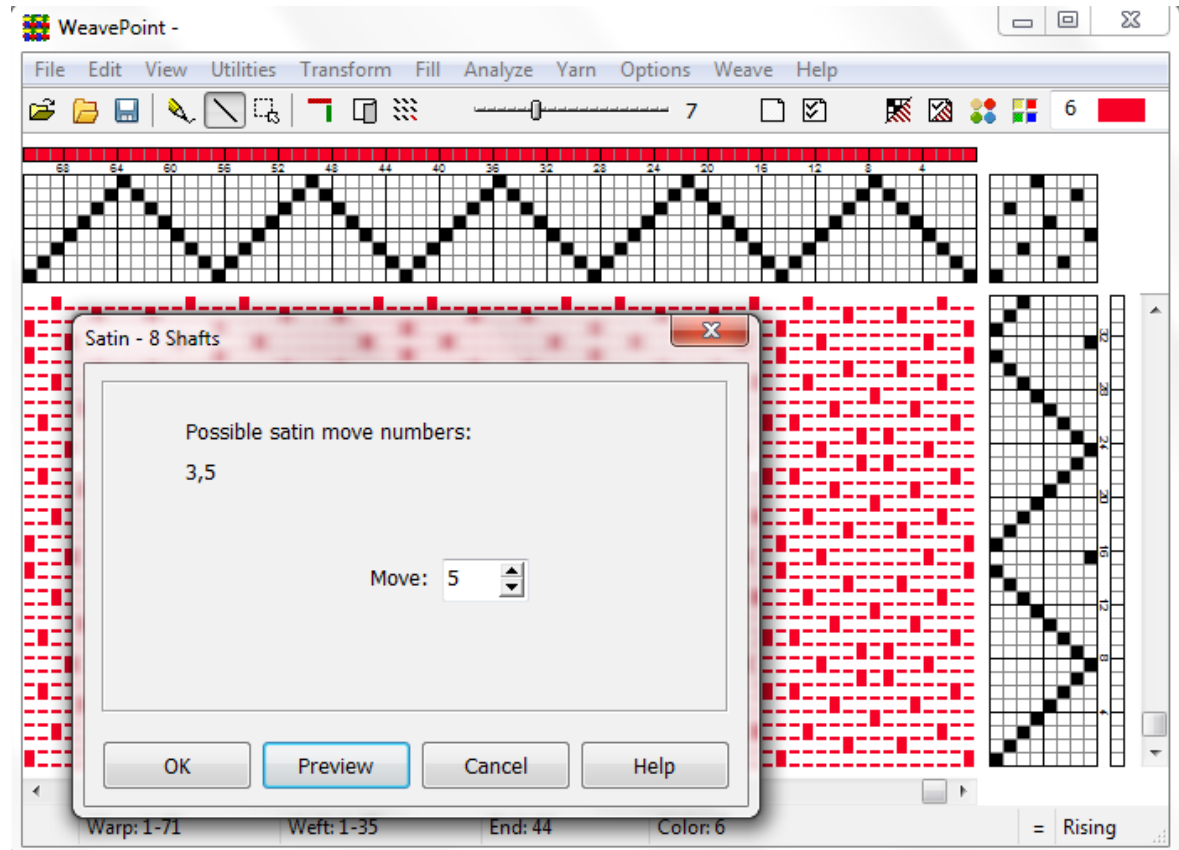 WeavePoint -
File Edit View Utilities Transform Fill Analyze Yarn Options Weave Help
7 6
68 64 60 56 52 48 44 40 36 32 28 24 20 16 12 8 4
Satin - 8 Shafts
Possible satin move numbers:
3,5
Move: 5
OK Preview Cancel Help
32
28
24
20
16
12
8
4
Warp: 1-71 Weft: 1-35 End: 44 Color: 6 = Rising